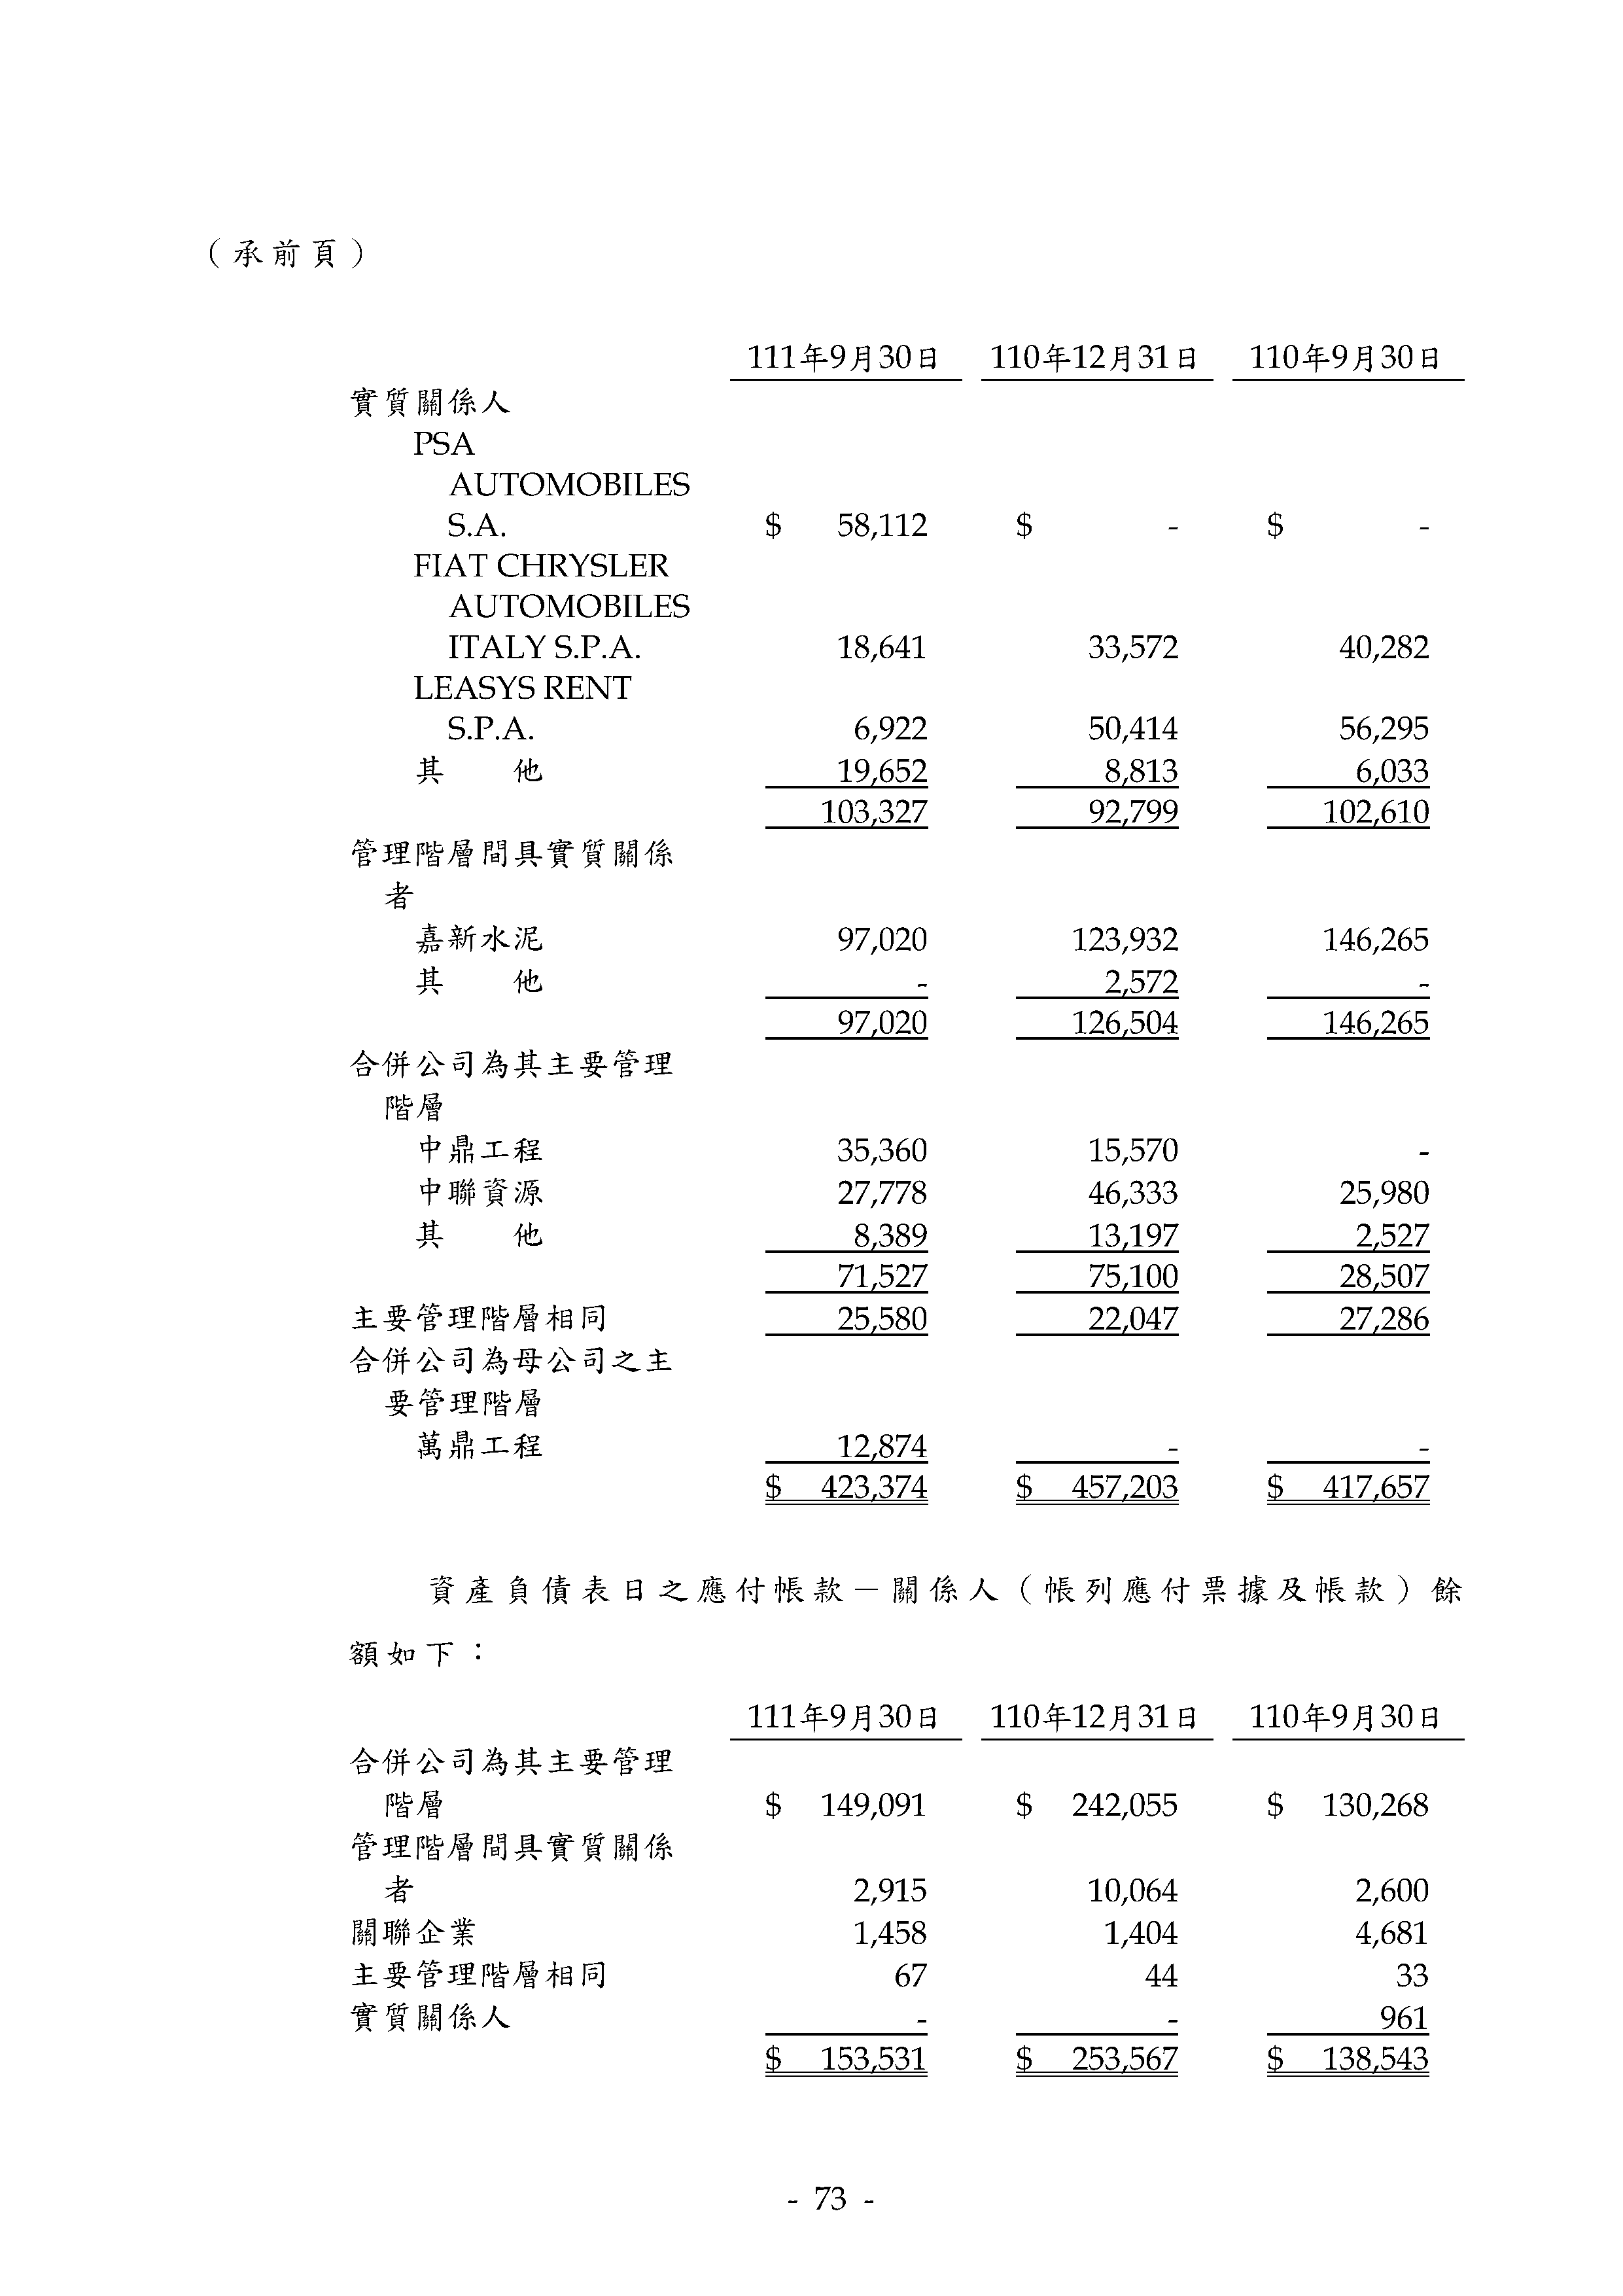 （承前頁）
111年9月30日 110年12月31日 110年9月30日
實質關係人
PSA
AUTOMOBILES
S.A. $ 58,112 $ - $ -
FIAT CHRYSLER
AUTOMOBILES
ITALY S.P.A. 18,641 33,572 40,282
LEASYS RENT
S.P.A. 6,922 50,414 56,295
其 他 19,652 8,813 6,033
103,327 92,799 102,610
管理階層間具實質關係
者
嘉新水泥 97,020 123,932 146,265
其 他 - 2,572 -
97,020 126,504 146,265
合併公司為其主要管理
階層
中鼎工程 35,360 15,570 -
中聯資源 27,778 46,333 25,980
其 他 8,389 13,197 2,527
71,527 75,100 28,507
主要管理階層相同 25,580 22,047 27,286
合併公司為母公司之主
要管理階層
萬鼎工程 12,874 - -
$ 423,374 $ 457,203 $ 417,657
資產負債表日之應付帳款－關係人（帳列應付票據及帳款）餘
額如下：
111年9月30日 110年12月31日 110年9月30日
合併公司為其主要管理
階層 $ 149,091 $ 242,055 $ 130,268
管理階層間具實質關係
者 2,915 10,064 2,600
關聯企業 1,458 1,404 4,681
主要管理階層相同 67 44 33
實質關係人 - - 961
$ 153,531 $ 253,567 $ 138,543
- 73 -